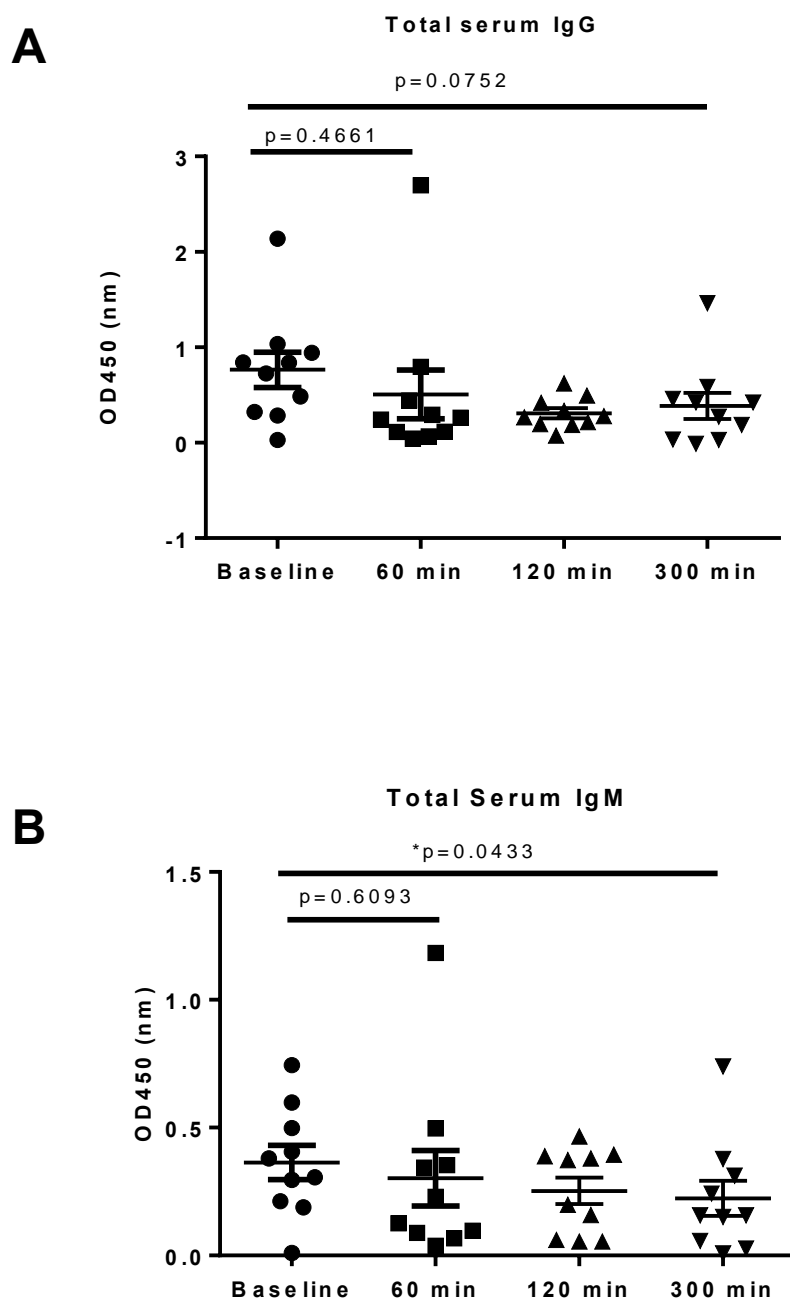 A
Total serum IgG
p=0.0752
p=0.4661
3
2
1
0
-1
OD450 (nm)
Baseline 60 min 120 min 300 min
B
Total Serum IgM
*p=0.0433
p=0.6093
1.5
1.0
0.5
0.0
OD450 (nm)
Baseline 60 min 120 min 300 min